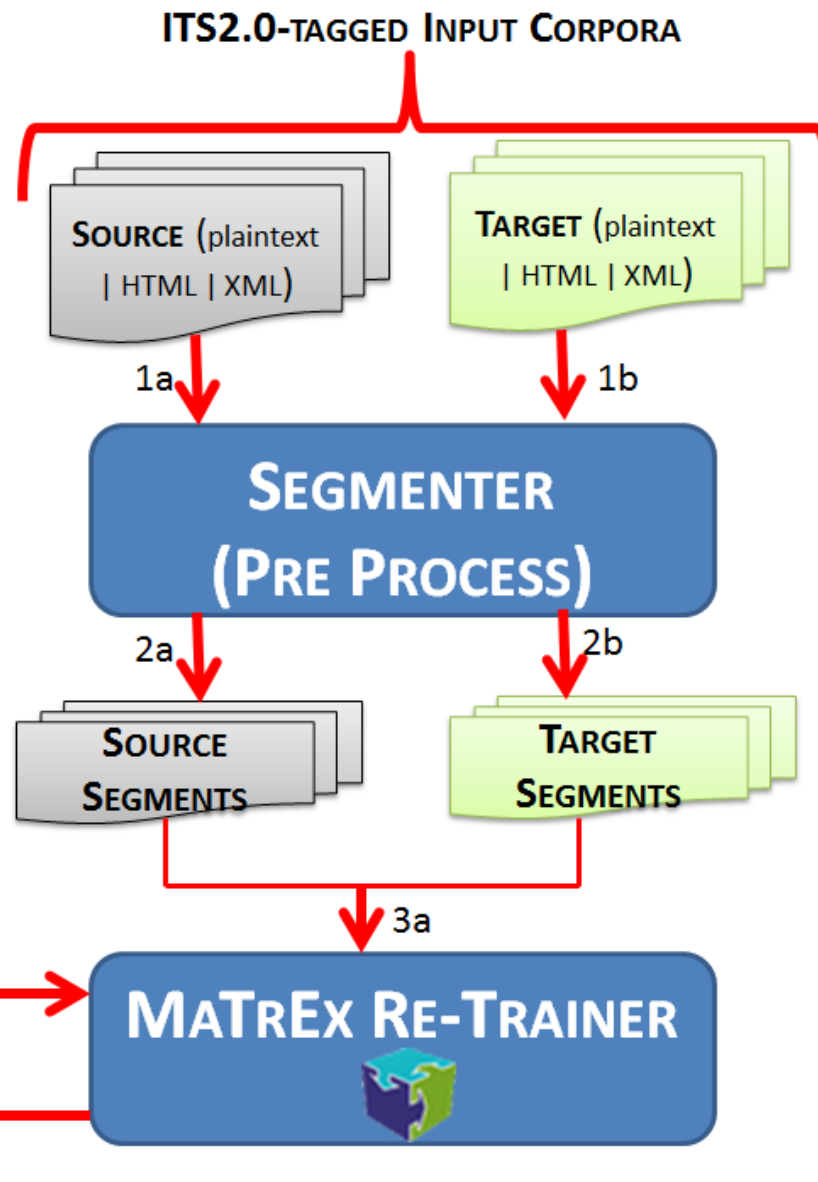 ITS2.0-TAGGED INPUT CORPORA
SOURCE (plaintext
| HTML | XML)
TARGET (plaintext
| HTML | XML)
1a
1b
SEGMENTER
(PRE PROCESS)
2a
2b
SOURCE
SEGMENTS
TARGET
SEGMENTS
3a
MATREX RE-TRAINER